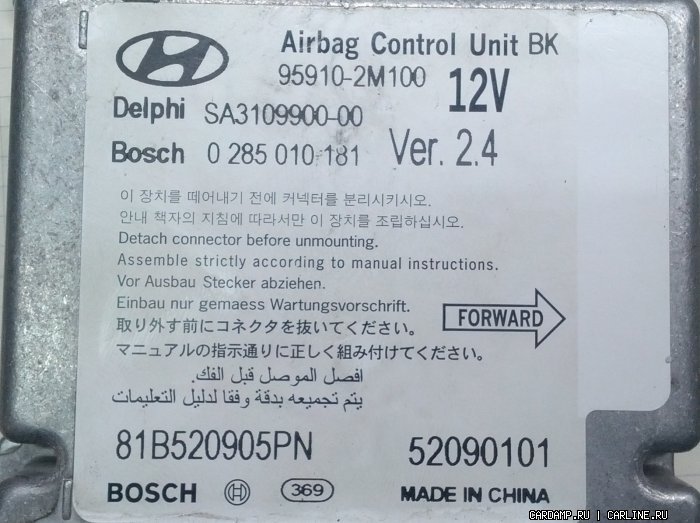 Airbag Control Unit BK
95910-2M100 12V
Delphi SA3109900-00
Bosch 0 285 010 181 Ver. 2.4
이 장치를 떼어내기 전에 커넥터를 분리시키시오.
안내 책자의 지침에 따라서만 이 장치를 조립하십시오.
Detach connector before unmounting.
Assemble strictly according to manual instructions.
Vor Ausbau Stecker abziehen.
Einbau nur gemaess Wartungsvorschrift.
FORWARD
取り外す前にコネクタを抜いてください。
マニュアルの指示通りに正しく組み付けてください。
افصل الموصل قبل الفك.
يتم تجميعه بدقة وفقا لدليل التعليمات
81B520905PN 52090101
BOSCH 369 MADE IN CHINA
CARDAMP.RU | CARLINE.RU